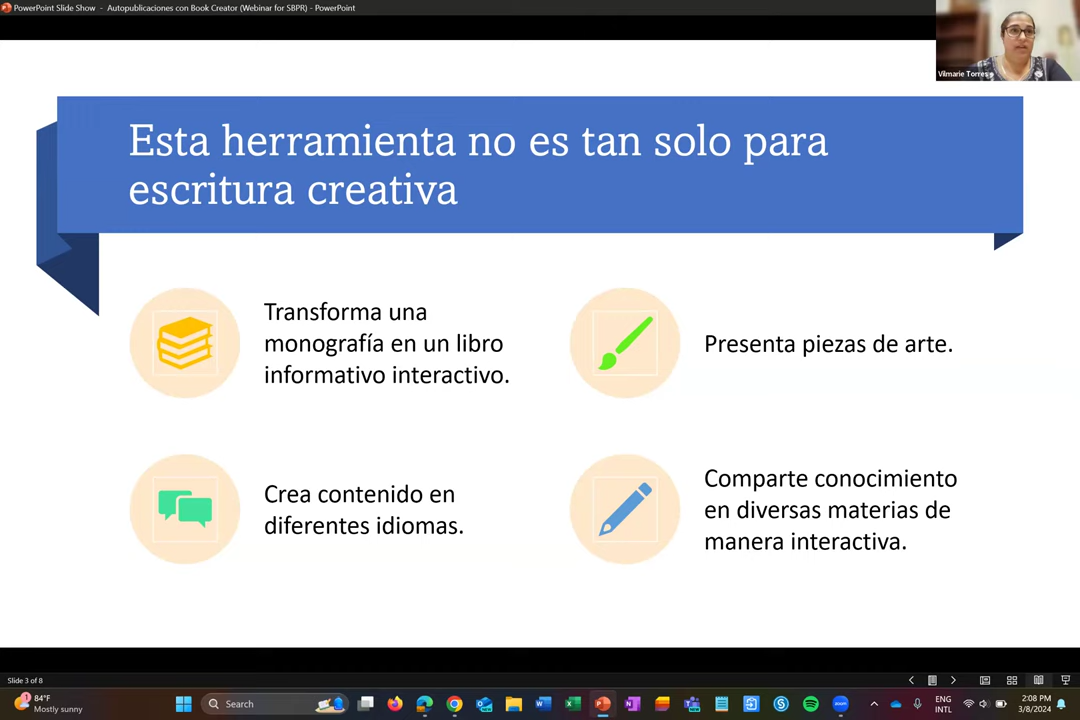 PowerPoint Slide Show - Autopublicaciones con Book Creator (Webinar for SBPR) - PowerPoint
Vilmarie Torres
Esta herramienta no es tan solo para
escritura creativa
Transforma una
monografía en un libro
informativo interactivo.
Presenta piezas de arte.
Crea contenido en
diferentes idiomas.
Comparte conocimiento
en diversas materias de
manera interactiva.
Slide 3 of 8
1
84°F
Mostly sunny
Search
zoom
ENG
INTL
2:08 PM
3/8/2024